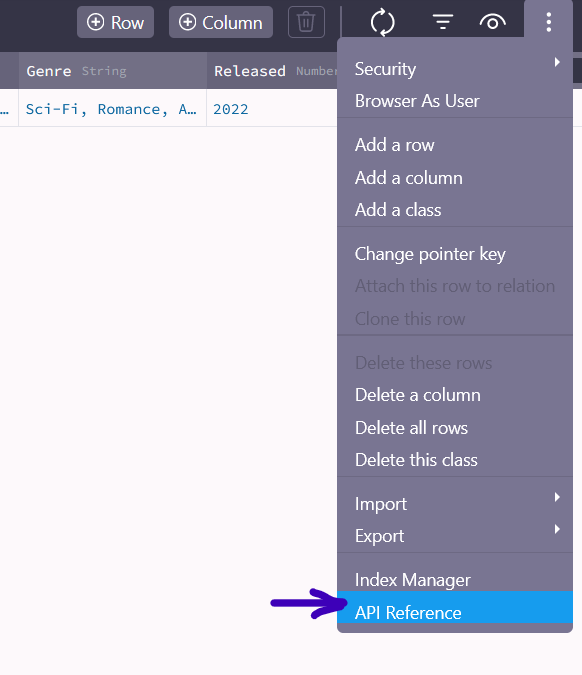 Row Column
Genre String Released Number
… Sci-Fi, Romance, A… 2022
Security
Browser As User
Add a row
Add a column
Add a class
Change pointer key
Attach this row to relation
Clone this row
Delete these rows
Delete a column
Delete all rows
Delete this class
Import
Export
Index Manager
API Reference